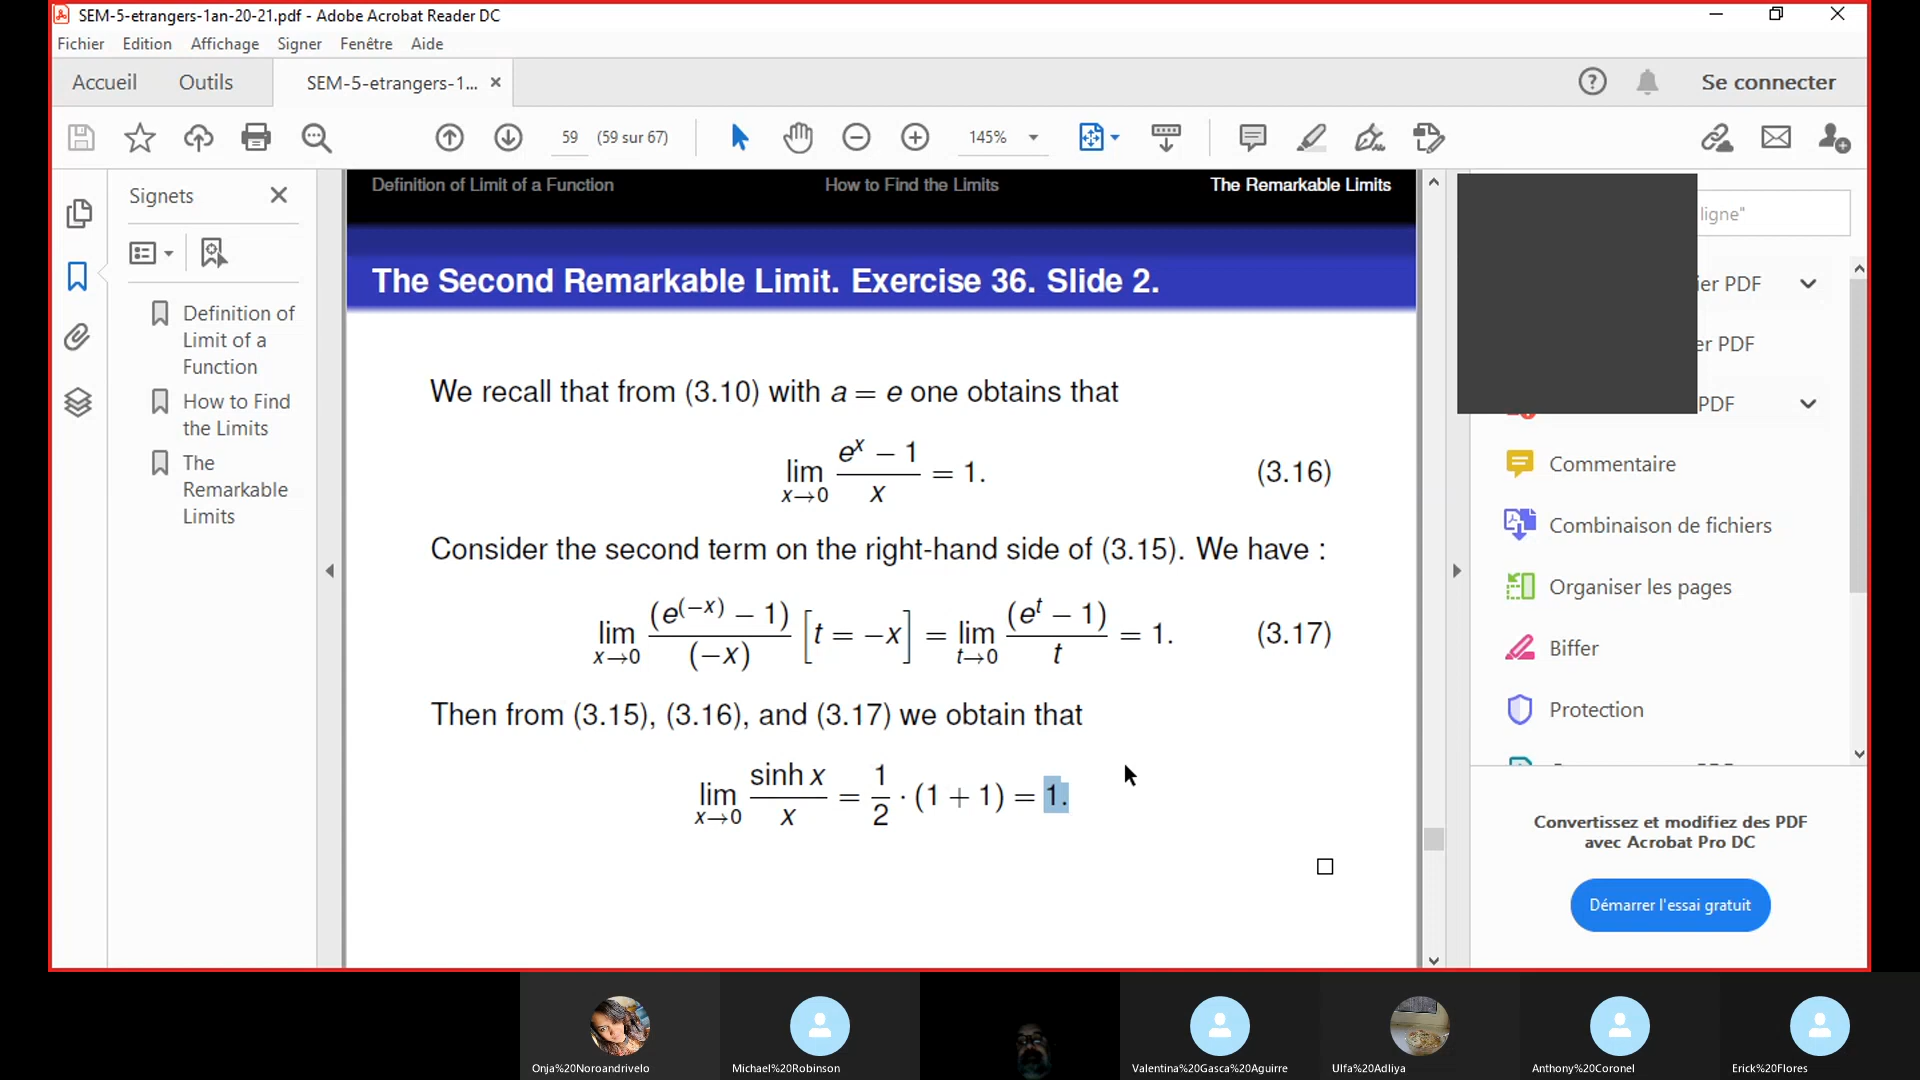 SEM-5-etrangers-1an-20-21.pdf - Adobe Acrobat Reader DC
Fichier Edition Affichage Signer Fenêtre Aide
Accueil Outils SEM-5-etrangers-1... Se connecter
59 (59 sur 67) 145%
Signets
Definition of Limit of a Function
How to Find the Limits
The Remarkable Limits
Definition of Limit of a Function How to Find the Limits The Remarkable Limits
The Second Remarkable Limit. Exercise 36. Slide 2.
We recall that from (3.10) with a = e one obtains that
lim x→0 (e^x − 1)/x = 1. (3.16)
Consider the second term on the right-hand side of (3.15). We have :
lim x→0 (e^(−x) − 1)/(−x) [t = −x] = lim t→0 (e^t − 1)/t = 1. (3.17)
Then from (3.15), (3.16), and (3.17) we obtain that
lim x→0 sinh x/x = 1/2 · (1 + 1) = 1.
ligne"
ier PDF
er PDF
PDF
Commentaire
Combinaison de fichiers
Organiser les pages
Biffer
Protection
Convertissez et modifiez des PDF
avec Acrobat Pro DC
Démarrer l'essai gratuit
Onja%20Noroandrivelo
Michael%20Robinson
Valentina%20Gasca%20Aguirre
Ulfa%20Adliya
Anthony%20Coronel
Erick%20Flores